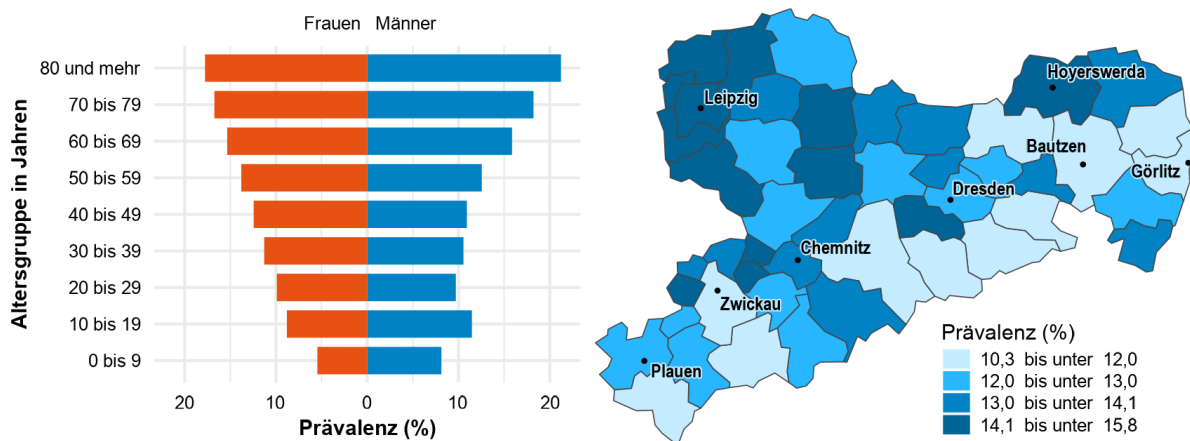 Frauen Männer
Altersgruppe in Jahren
80 und mehr
70 bis 79
60 bis 69
50 bis 59
40 bis 49
30 bis 39
20 bis 29
10 bis 19
0 bis 9
20 10 0 10 20
Prävalenz (%)
Hoyerswerda
Leipzig
Bautzen
Görlitz
Dresden
Chemnitz
Zwickau
Plauen
Prävalenz (%)
10,3 bis unter 12,0
12,0 bis unter 13,0
13,0 bis unter 14,1
14,1 bis unter 15,8